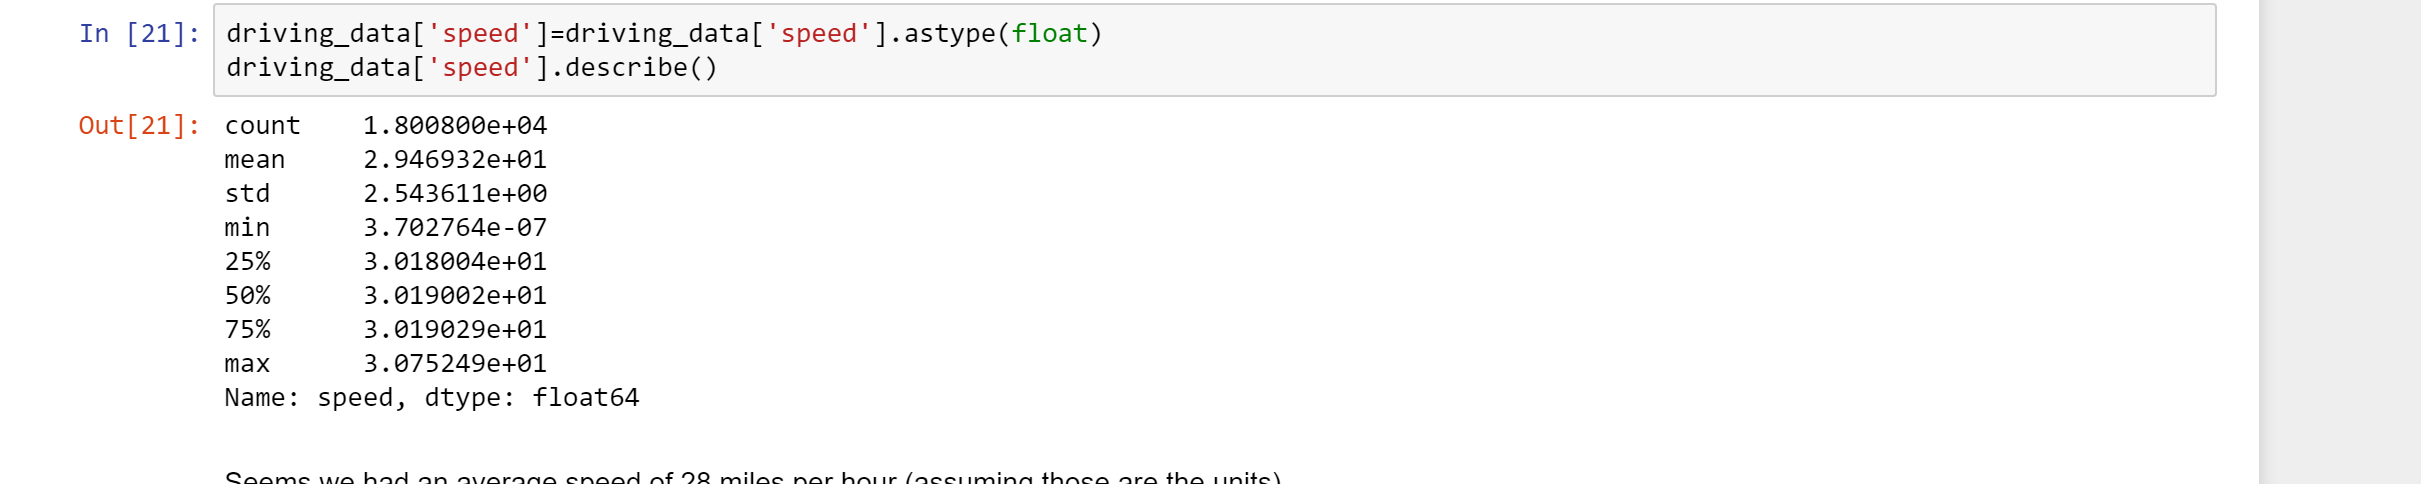 In [21]: driving_data['speed']=driving_data['speed'].astype(float)
driving_data['speed'].describe()
Out[21]: count    1.800800e+04
mean     2.946932e+01
std      2.543611e+00
min      3.702764e-07
25%      3.018004e+01
50%      3.019002e+01
75%      3.019029e+01
max      3.075249e+01
Name: speed, dtype: float64
Seems we had an average speed of 28 miles per hour (assuming those are the units)